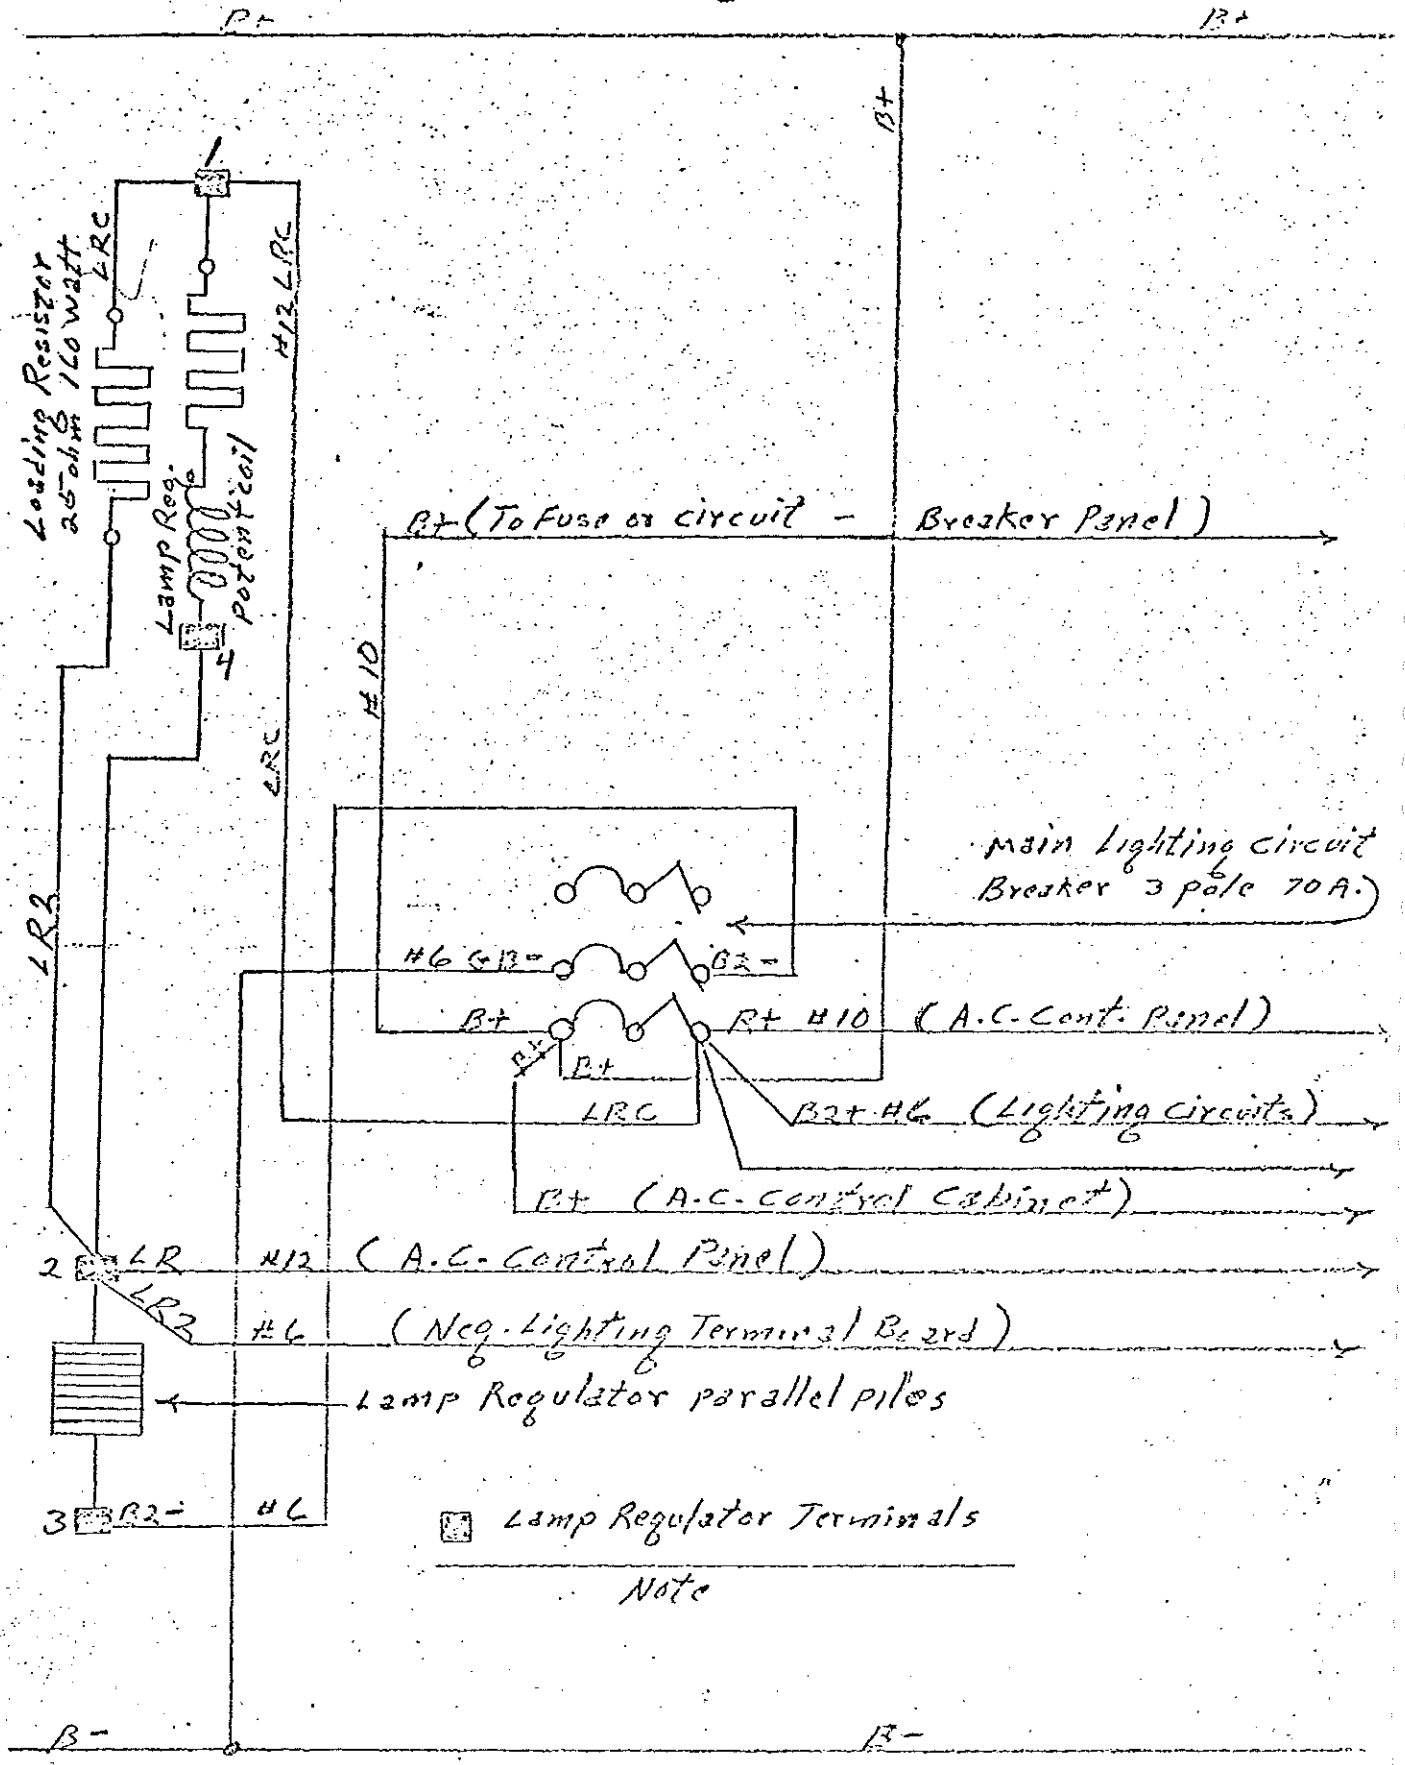 B+
B+
B+
1
LRC
Loading Resistor
25 ohm 160 watt
#12 LRC
Lamp Reg.
Potent coil
4
B+ (To Fuse or circuit - Breaker Panel)
#10
LRC
LR2
Main Lighting circuit
Breaker 3 pole 70A.
#6 GB-
B2-
B+
B+ #10 (A.C. Cont. Panel)
B+
B+
LRC
B2+ #6 (Lighting Circuits)
B+ (A.C. Control Cabinet)
2
LR #12 (A.C. Control Panel)
LR2 #6 (Neg. Lighting Terminal Board)
Lamp Regulator parallel piles
3
B2- #6
Lamp Regulator Terminals
Note
B-
B-